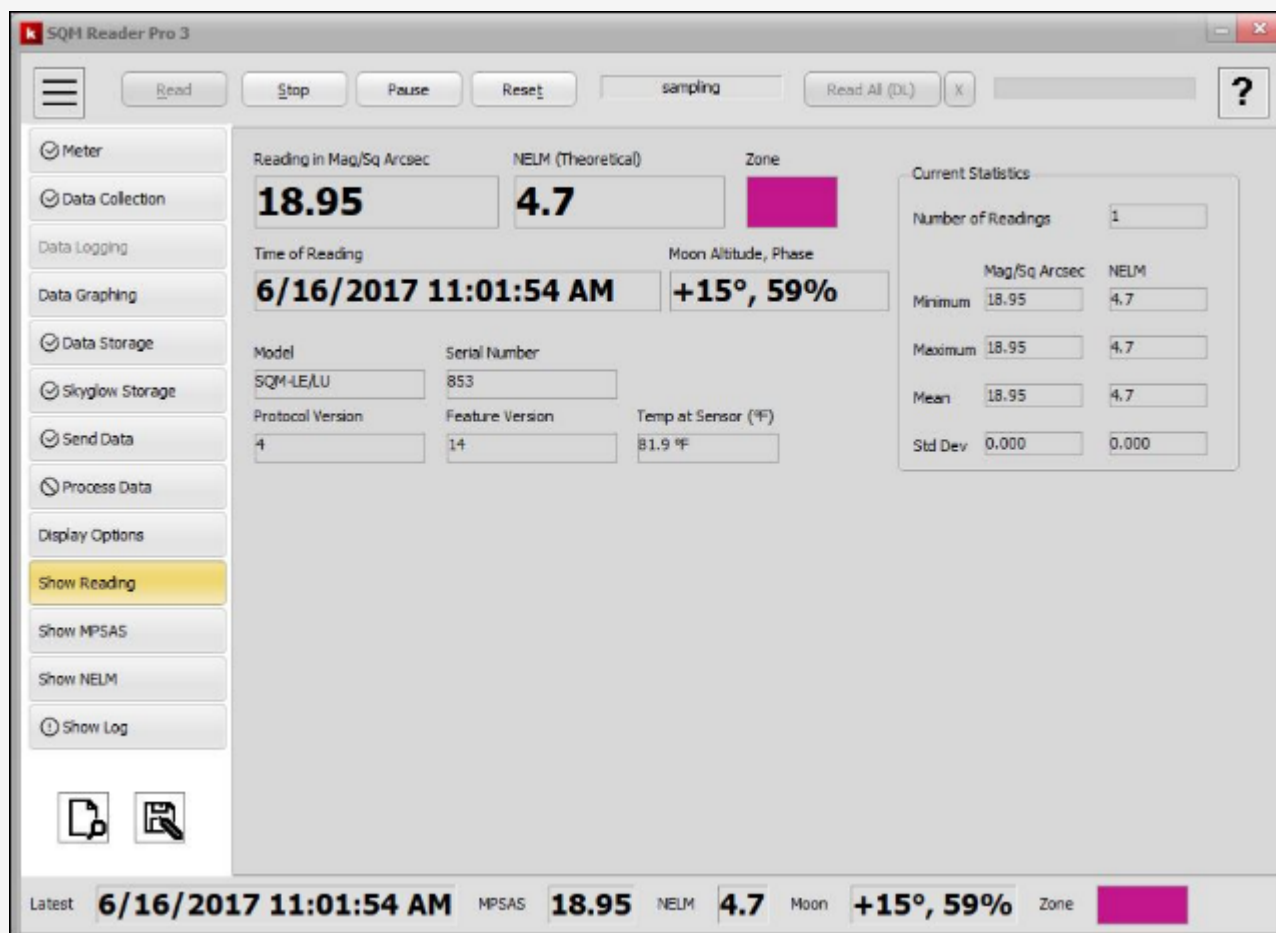 k SQM Reader Pro 3
Read Stop Pause Reset sampling Read All (DL) X ?
Meter
Data Collection
Data Logging
Data Graphing
Data Storage
Skyglow Storage
Send Data
Process Data
Display Options
Show Reading
Show MPSAS
Show NELM
Show Log
Reading in Mag/Sq Arcsec NELM (Theoretical) Zone
18.95 4.7
Time of Reading Moon Altitude, Phase
6/16/2017 11:01:54 AM +15°, 59%
Model Serial Number
SQM-LE/LU 853
Protocol Version Feature Version Temp at Sensor (ºF)
4 14 81.9 ºF
Current Statistics
Number of Readings 1
Mag/Sq Arcsec NELM
Minimum 18.95 4.7
Maximum 18.95 4.7
Mean 18.95 4.7
Std Dev 0.000 0.000
Latest 6/16/2017 11:01:54 AM MPSAS 18.95 NELM 4.7 Moon +15°, 59% Zone